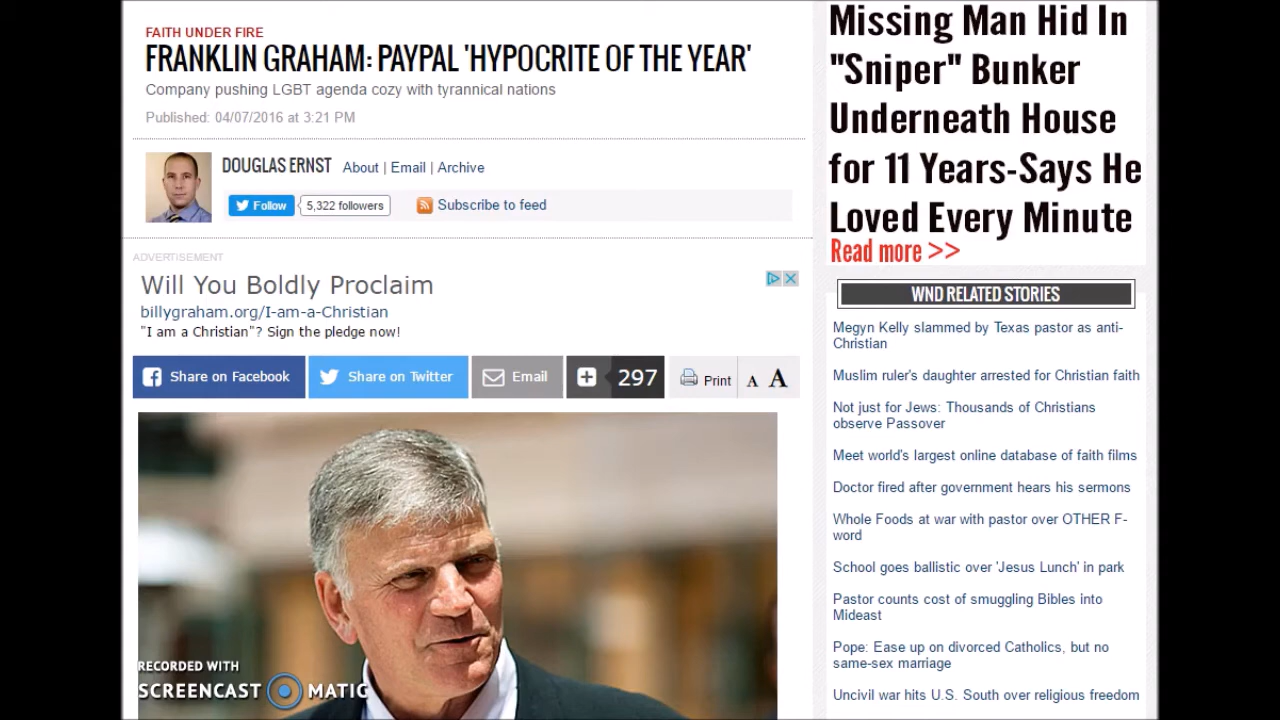 FAITH UNDER FIRE
FRANKLIN GRAHAM: PAYPAL 'HYPOCRITE OF THE YEAR'
Company pushing LGBT agenda cozy with tyrannical nations
Published: 04/07/2016 at 3:21 PM
DOUGLAS ERNST About | Email | Archive
Follow 5,322 followers Subscribe to feed
ADVERTISEMENT
Will You Boldly Proclaim
billygraham.org/I-am-a-Christian
"I am a Christian"? Sign the pledge now!
Share on Facebook Share on Twitter Email 297 Print A A
RECORDED WITH
SCREENCAST MATIC
Missing Man Hid In
"Sniper" Bunker
Underneath House
for 11 Years-Says He
Loved Every Minute
Read more >>
WND RELATED STORIES
Megyn Kelly slammed by Texas pastor as anti-
Christian
Muslim ruler's daughter arrested for Christian faith
Not just for Jews: Thousands of Christians
observe Passover
Meet world's largest online database of faith films
Doctor fired after government hears his sermons
Whole Foods at war with pastor over OTHER F-
word
School goes ballistic over 'Jesus Lunch' in park
Pastor counts cost of smuggling Bibles into
Mideast
Pope: Ease up on divorced Catholics, but no
same-sex marriage
Uncivil war hits U.S. South over religious freedom